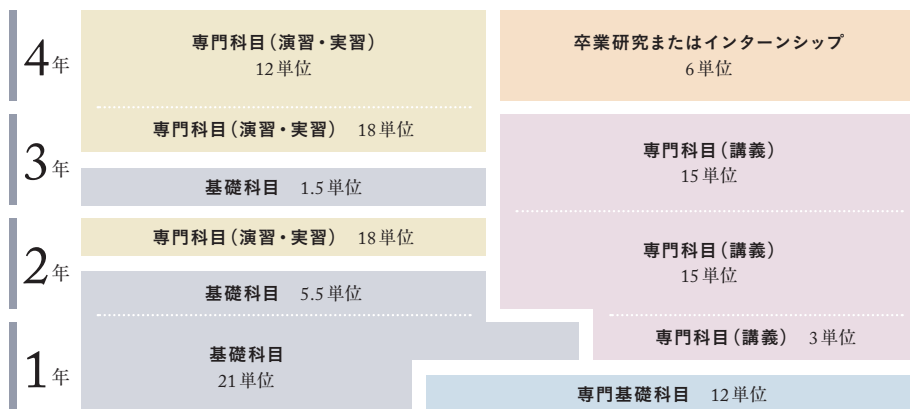 4年
専門科目(演習・実習)
12単位
卒業研究またはインターンシップ
6単位
専門科目(演習・実習) 18単位
3年
専門科目(講義)
15単位
基礎科目 1.5単位
2年
専門科目(演習・実習) 18単位
専門科目(講義)
15単位
基礎科目 5.5単位
専門科目(講義) 3単位
1年
基礎科目
21単位
専門基礎科目 12単位